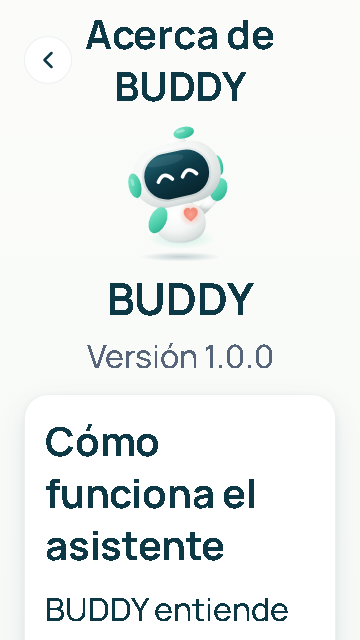 Acerca de
BUDDY
BUDDY
Versión 1.0.0
Cómo
funciona el
asistente
BUDDY entiende